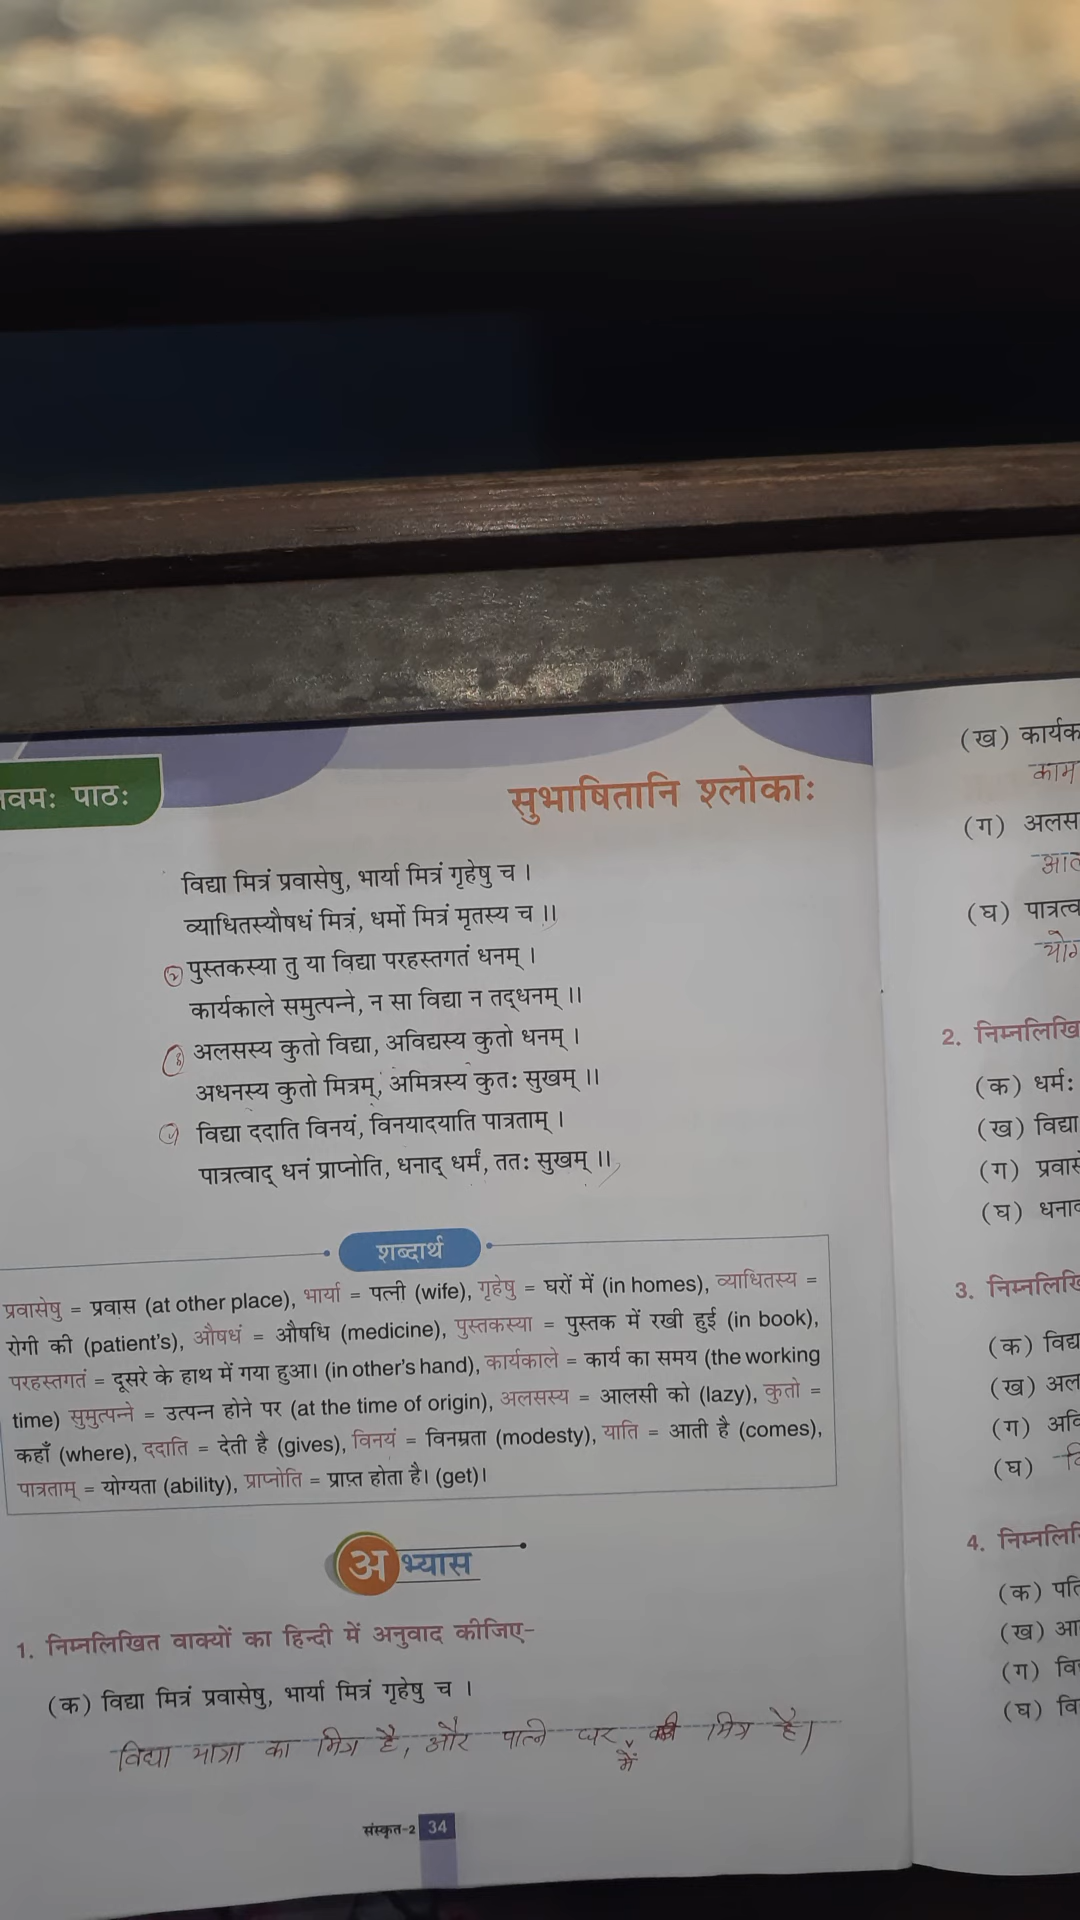 नवमः पाठः
सुभाषितानि श्लोकाः
विद्या मित्रं प्रवासेषु, भार्या मित्रं गृहेषु च ।
व्याधितस्यौषधं मित्रं, धर्मो मित्रं मृतस्य च ।।
२ पुस्तकस्या तु या विद्या परहस्तगतं धनम् ।
कार्यकाले समुत्पन्ने, न सा विद्या न तद्धनम् ।।
अलसस्य कुतो विद्या, अविद्यस्य कुतो धनम् ।
अधनस्य कुतो मित्रम्, अमित्रस्य कुतः सुखम् ।।
विद्या ददाति विनयं, विनयादयाति पात्रताम् ।
पात्रत्वाद् धनं प्राप्नोति, धनाद् धर्मं, ततः सुखम् ।।
शब्दार्थ
प्रवासेषु = प्रवास (at other place), भार्या = पत्नी (wife), गृहेषु = घरों में (in homes), व्याधितस्य =
रोगी की (patient's), औषधं = औषधि (medicine), पुस्तकस्या = पुस्तक में रखी हुई (in book),
परहस्तगतं = दूसरे के हाथ में गया हुआ। (in other's hand), कार्यकाले = कार्य का समय (the working
time) सुमुत्पन्ने = उत्पन्न होने पर (at the time of origin), अलसस्य = आलसी को (lazy), कुतो =
कहाँ (where), ददाति = देती है (gives), विनयं = विनम्रता (modesty), याति = आती है (comes),
पात्रताम् = योग्यता (ability), प्राप्नोति = प्राप्त होता है। (get)।
अभ्यास
1. निम्नलिखित वाक्यों का हिन्दी में अनुवाद कीजिए-
(क) विद्या मित्रं प्रवासेषु, भार्या मित्रं गृहेषु च ।
विद्या यात्रा का मित्र है, और पत्नि घर में मित्र है।
संस्कृत-2 34
(ख) कार्यक
काम
(ग) अलस
आल
(घ) पात्रत्व
योग
2. निम्नलिखि
(क) धर्मः
(ख) विद्या
(ग) प्रवास
(घ) धनाद
3. निम्नलिखि
(क) विद्य
(ख) अल
(ग) अवि
(घ) वि
4. निम्नलिखि
(क) पति
(ख) आ
(ग) वि
(घ) वि